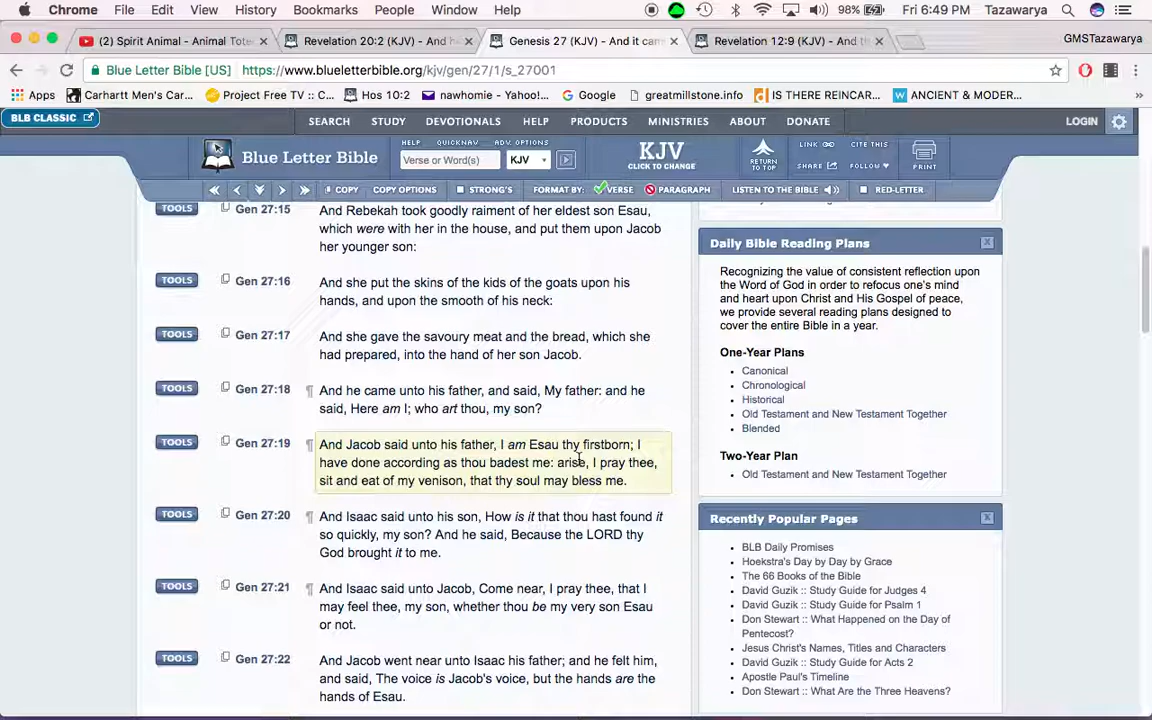 Chrome File Edit View History Bookmarks People Window Help 98% Fri 6:49 PM Tazawarya
(2) Spirit Animal - Animal Tote × Revelation 20:2 (KJV) - And h × Genesis 27 (KJV) - And it cam × Revelation 12:9 (KJV) - And th × GMSTazawarya
Blue Letter Bible [US] https://www.blueletterbible.org/kjv/gen/27/1/s_27001
Apps Carhartt Men's Car... Project Free TV :: C... Hos 10:2 nawhomie - Yahoo!... Google greatmillstone.info IS THERE REINCAR... ANCIENT & MODER... »
BLB CLASSIC SEARCH STUDY DEVOTIONALS HELP PRODUCTS MINISTRIES ABOUT DONATE LOGIN
HELP QUICKNAV ADV. OPTIONS
Blue Letter Bible Verse or Word(s) KJV
KJV
CLICK TO CHANGE
RETURN
TO TOP
LINK CITE THIS
SHARE FOLLOW
PRINT
COPY COPY OPTIONS STRONG'S FORMAT BY: VERSE PARAGRAPH LISTEN TO THE BIBLE RED-LETTER
TOOLS Gen 27:15 And Rebekah took goodly raiment of her eldest son Esau,
which were with her in the house, and put them upon Jacob
her younger son:
TOOLS Gen 27:16 And she put the skins of the kids of the goats upon his
hands, and upon the smooth of his neck:
TOOLS Gen 27:17 And she gave the savoury meat and the bread, which she
had prepared, into the hand of her son Jacob.
TOOLS Gen 27:18 ¶ And he came unto his father, and said, My father: and he
said, Here am I; who art thou, my son?
TOOLS Gen 27:19 ¶ And Jacob said unto his father, I am Esau thy firstborn; I
have done according as thou badest me: arise, I pray thee,
sit and eat of my venison, that thy soul may bless me.
TOOLS Gen 27:20 ¶ And Isaac said unto his son, How is it that thou hast found it
so quickly, my son? And he said, Because the LORD thy
God brought it to me.
TOOLS Gen 27:21 ¶ And Isaac said unto Jacob, Come near, I pray thee, that I
may feel thee, my son, whether thou be my very son Esau
or not.
TOOLS Gen 27:22 And Jacob went near unto Isaac his father; and he felt him,
and said, The voice is Jacob's voice, but the hands are the
hands of Esau.
Daily Bible Reading Plans
Recognizing the value of consistent reflection upon
the Word of God in order to refocus one's mind
and heart upon Christ and His Gospel of peace,
we provide several reading plans designed to
cover the entire Bible in a year.
One-Year Plans
Canonical
Chronological
Historical
Old Testament and New Testament Together
Blended
Two-Year Plan
Old Testament and New Testament Together
Recently Popular Pages
BLB Daily Promises
Hoekstra's Day by Day by Grace
The 66 Books of the Bible
David Guzik :: Study Guide for Judges 4
David Guzik :: Study Guide for Psalm 1
Don Stewart :: What Happened on the Day of
Pentecost?
Jesus Christ's Names, Titles and Characters
David Guzik :: Study Guide for Acts 2
Apostle Paul's Timeline
Don Stewart :: What Are the Three Heavens?